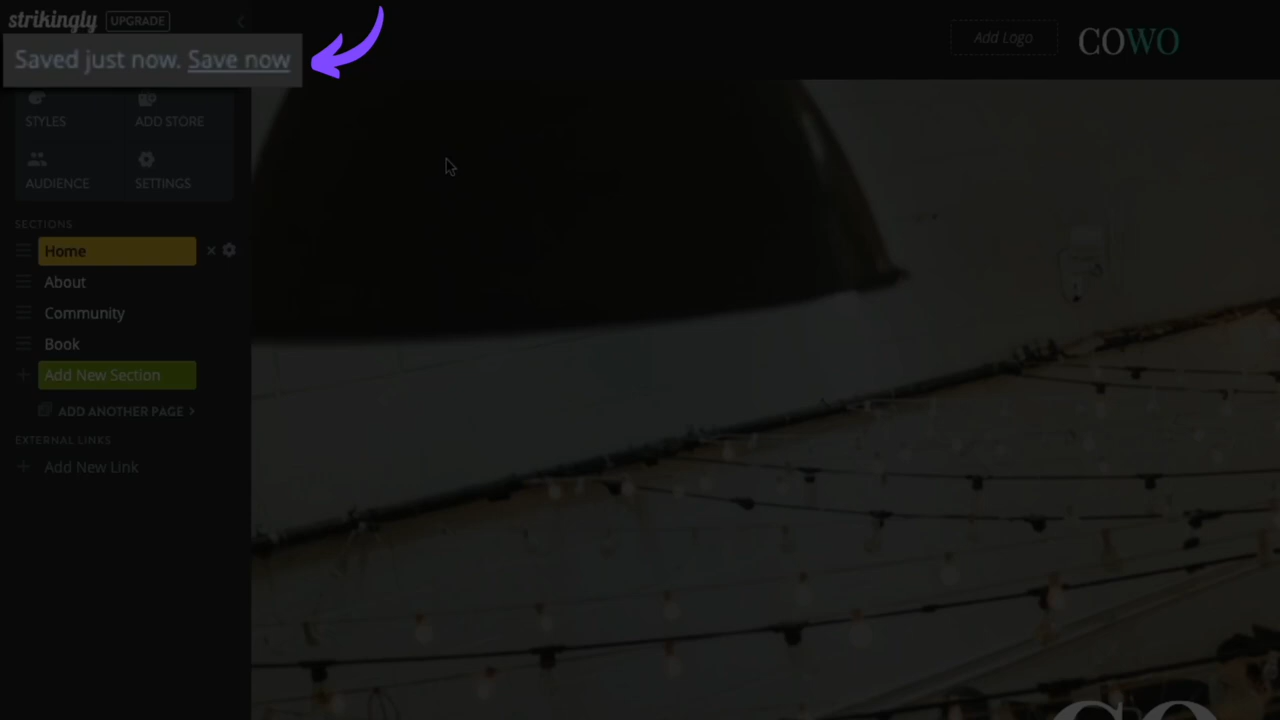 strikingly UPGRADE
Saved just now. Save now
Add Logo
COWO
STYLES
ADD STORE
AUDIENCE
SETTINGS
SECTIONS
Home
About
Community
Book
Add New Section
ADD ANOTHER PAGE
EXTERNAL LINKS
Add New Link
CO